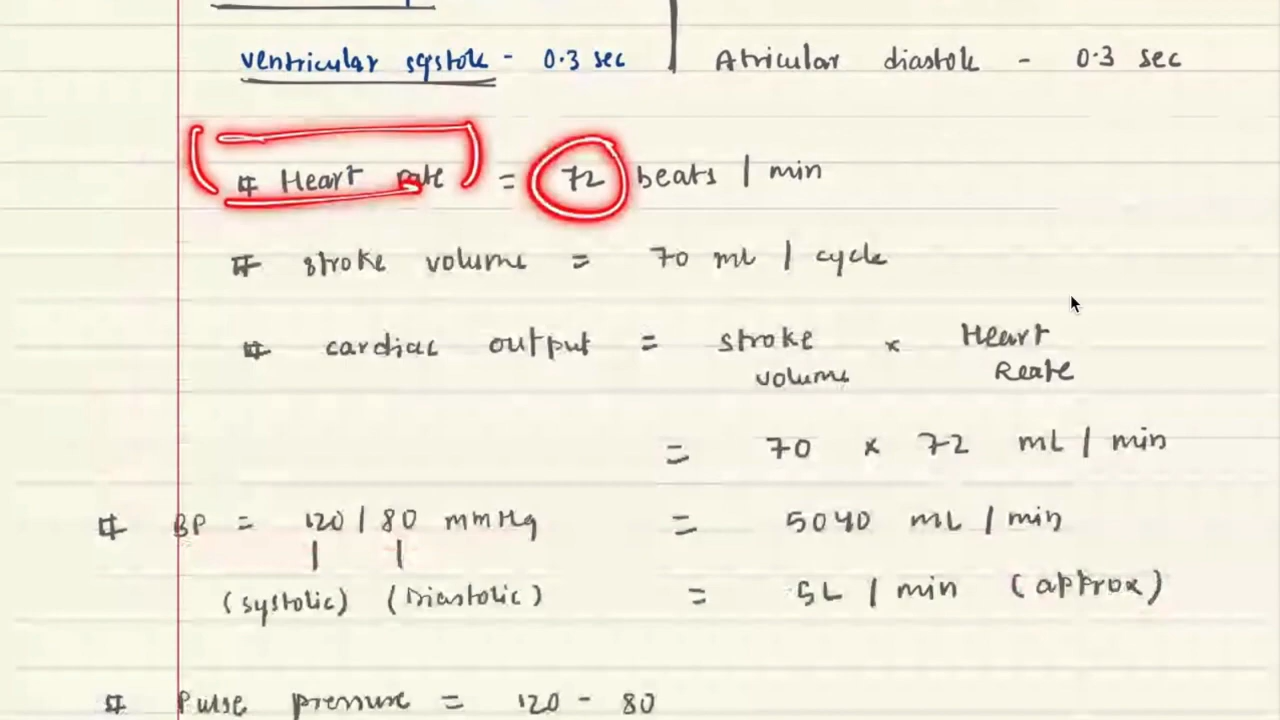 ventricular systole - 0.3 sec | Atricular diastole - 0.3 sec
# Heart rate = 72 beats / min
# stroke volume = 70 ml / cycle
# cardiac output = stroke volume x Heart Reate
= 70 x 72 mL / min
# BP = 120 / 80 mmHg = 5040 mL / min
(systolic) (Diastolic) = 5L / min (approx)
# Pulse pressure = 120 - 80